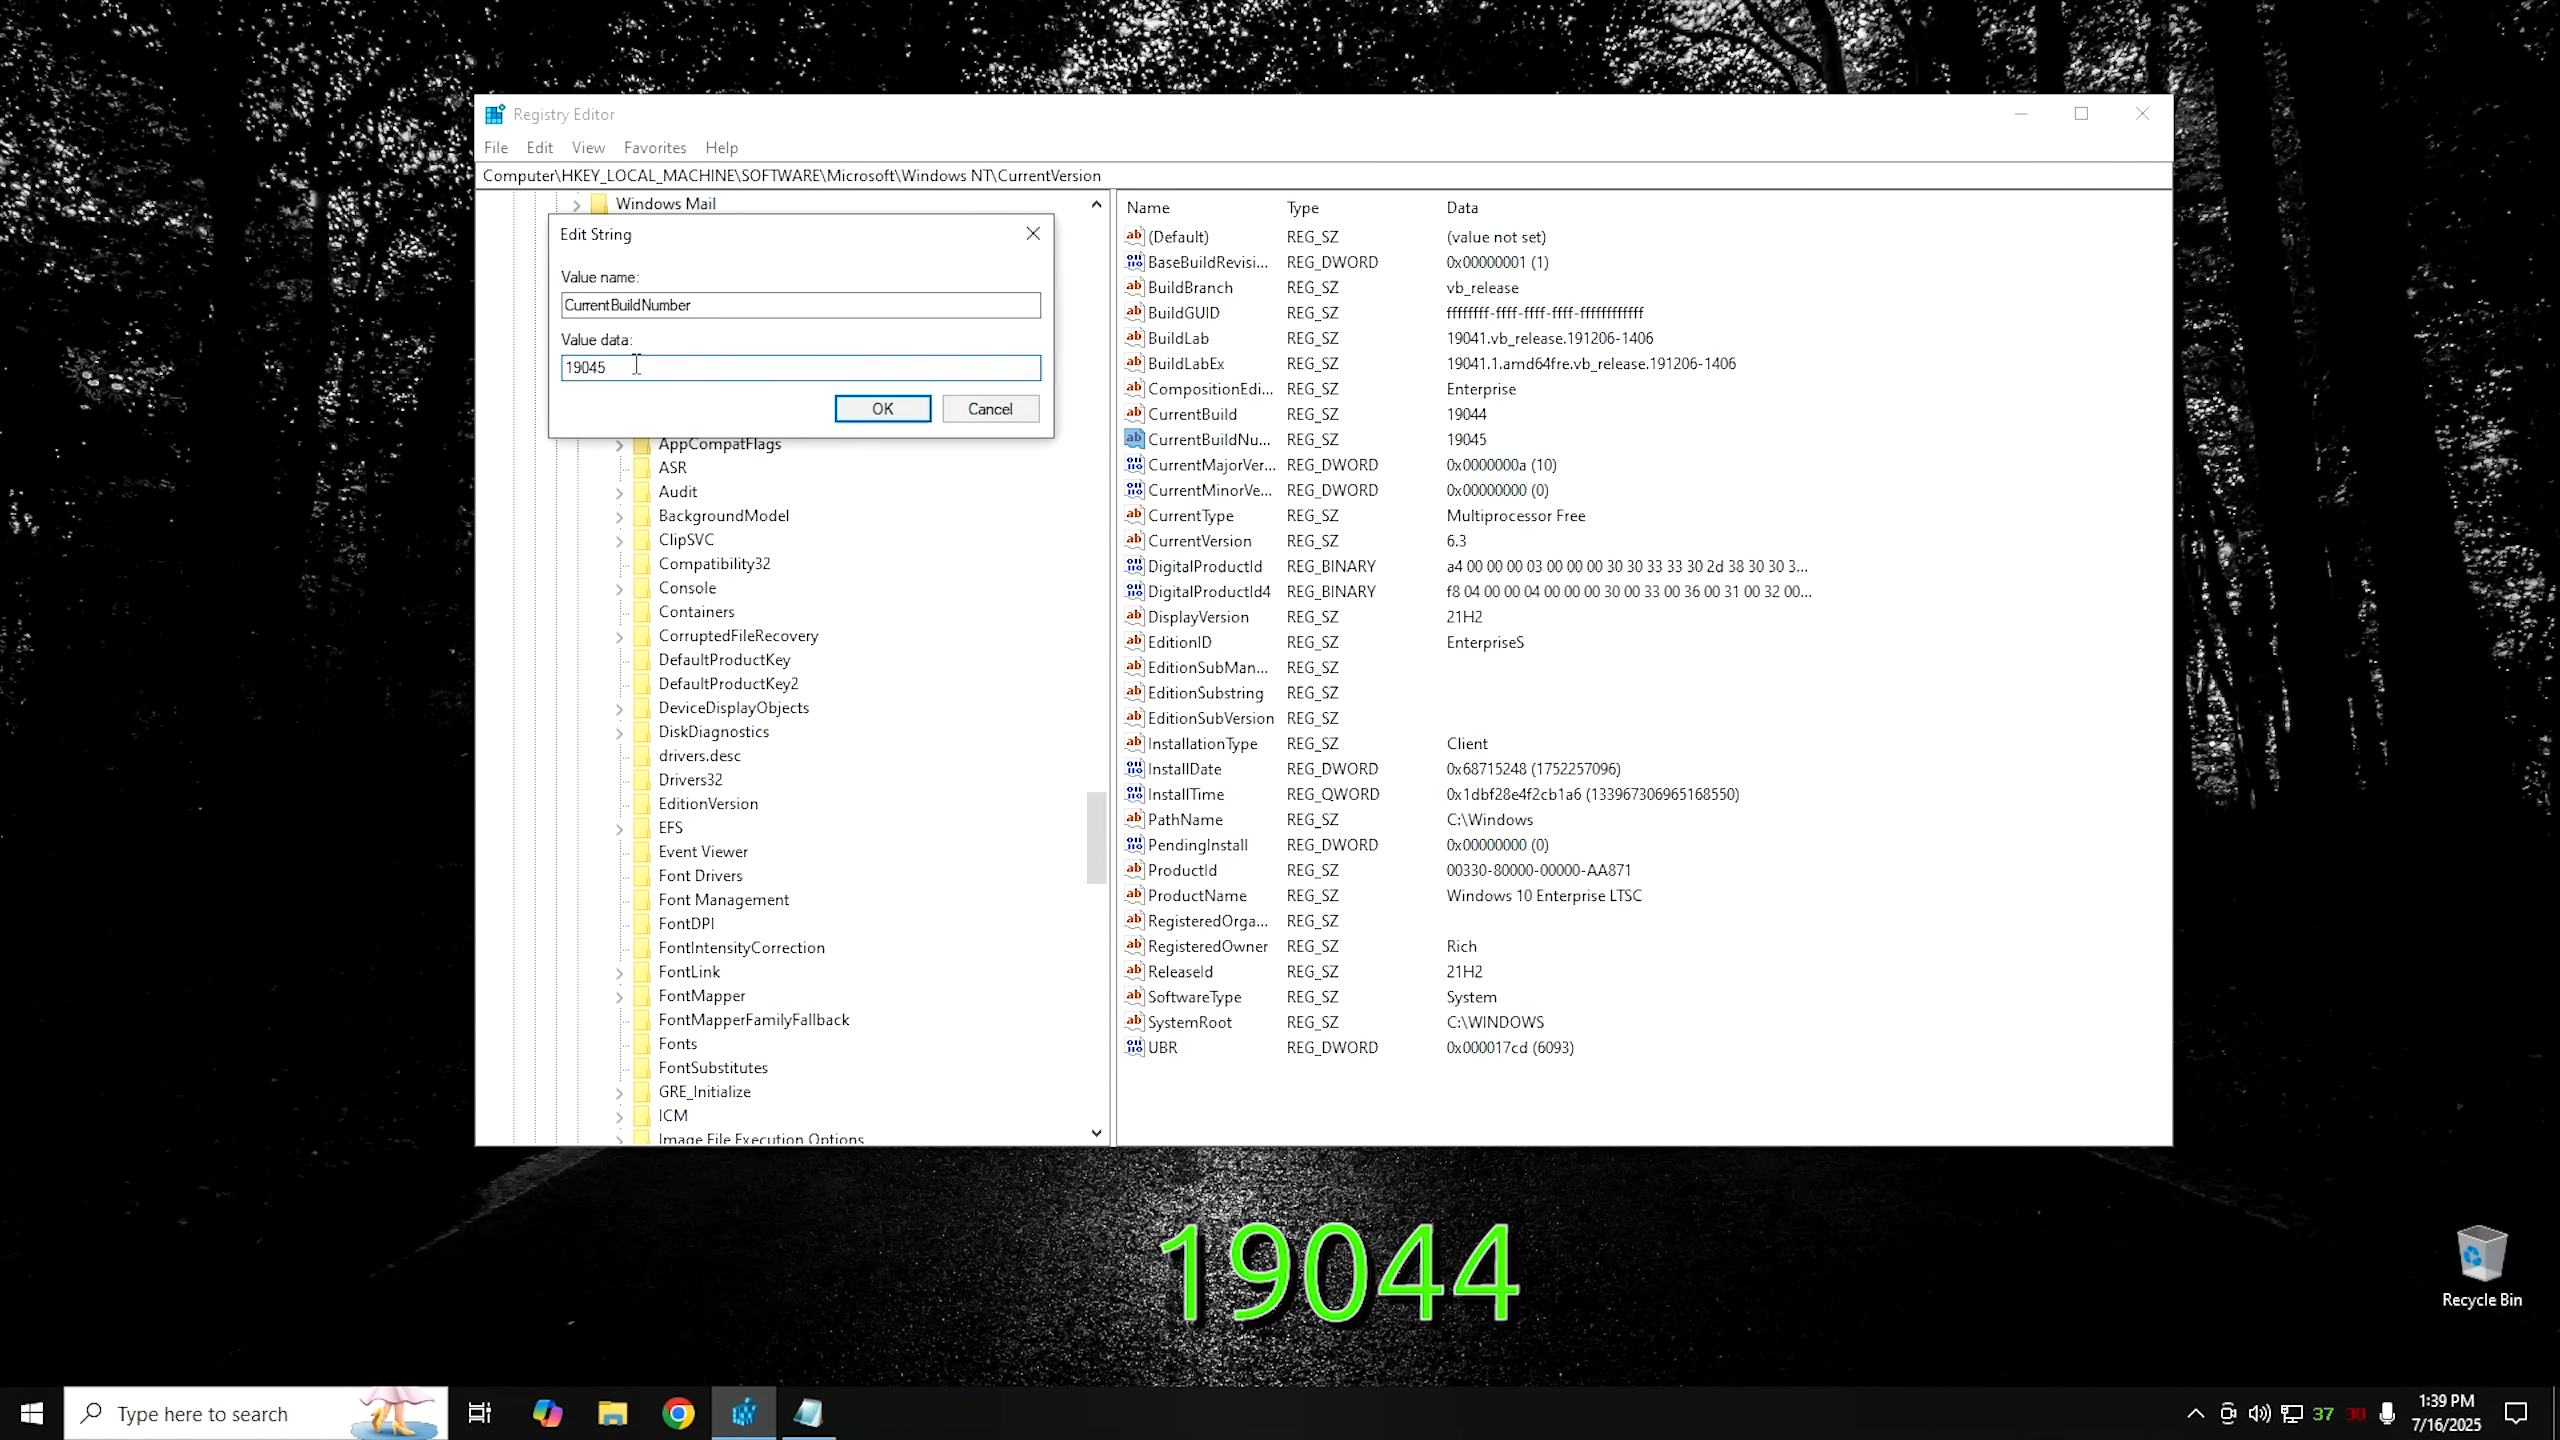 Registry Editor
File Edit View Favorites Help
Computer\HKEY_LOCAL_MACHINE\SOFTWARE\Microsoft\Windows NT\CurrentVersion
Windows Mail
Edit String
Value name:
CurrentBuildNumber
Value data:
19045
OK Cancel
AppCompatFlags
ASR
Audit
BackgroundModel
ClipSVC
Compatibility32
Console
Containers
CorruptedFileRecovery
DefaultProductKey
DefaultProductKey2
DeviceDisplayObjects
DiskDiagnostics
drivers.desc
Drivers32
EditionVersion
EFS
Event Viewer
Font Drivers
Font Management
FontDPI
FontIntensityCorrection
FontLink
FontMapper
FontMapperFamilyFallback
Fonts
FontSubstitutes
GRE_Initialize
ICM
Image File Execution Options
Name Type Data
(Default) REG_SZ (value not set)
BaseBuildRevisi... REG_DWORD 0x00000001 (1)
BuildBranch REG_SZ vb_release
BuildGUID REG_SZ ffffffff-ffff-ffff-ffff-ffffffffffff
BuildLab REG_SZ 19041.vb_release.191206-1406
BuildLabEx REG_SZ 19041.1.amd64fre.vb_release.191206-1406
CompositionEdi... REG_SZ Enterprise
CurrentBuild REG_SZ 19044
CurrentBuildNu... REG_SZ 19045
CurrentMajorVer... REG_DWORD 0x0000000a (10)
CurrentMinorVe... REG_DWORD 0x00000000 (0)
CurrentType REG_SZ Multiprocessor Free
CurrentVersion REG_SZ 6.3
DigitalProductId REG_BINARY a4 00 00 00 03 00 00 00 30 30 33 33 30 2d 38 30 30 3...
DigitalProductId4 REG_BINARY f8 04 00 00 04 00 00 00 30 00 33 00 36 00 31 00 32 00...
DisplayVersion REG_SZ 21H2
EditionID REG_SZ EnterpriseS
EditionSubMan... REG_SZ
EditionSubstring REG_SZ
EditionSubVersion REG_SZ
InstallationType REG_SZ Client
InstallDate REG_DWORD 0x68715248 (1752257096)
InstallTime REG_QWORD 0x1dbf28e4f2cb1a6 (133967306965168550)
PathName REG_SZ C:\Windows
PendingInstall REG_DWORD 0x00000000 (0)
ProductId REG_SZ 00330-80000-00000-AA871
ProductName REG_SZ Windows 10 Enterprise LTSC
RegisteredOrga... REG_SZ
RegisteredOwner REG_SZ Rich
ReleaseId REG_SZ 21H2
SoftwareType REG_SZ System
SystemRoot REG_SZ C:\WINDOWS
UBR REG_DWORD 0x000017cd (6093)
19044
Recycle Bin
Type here to search
37 30
1:39 PM
7/16/2025